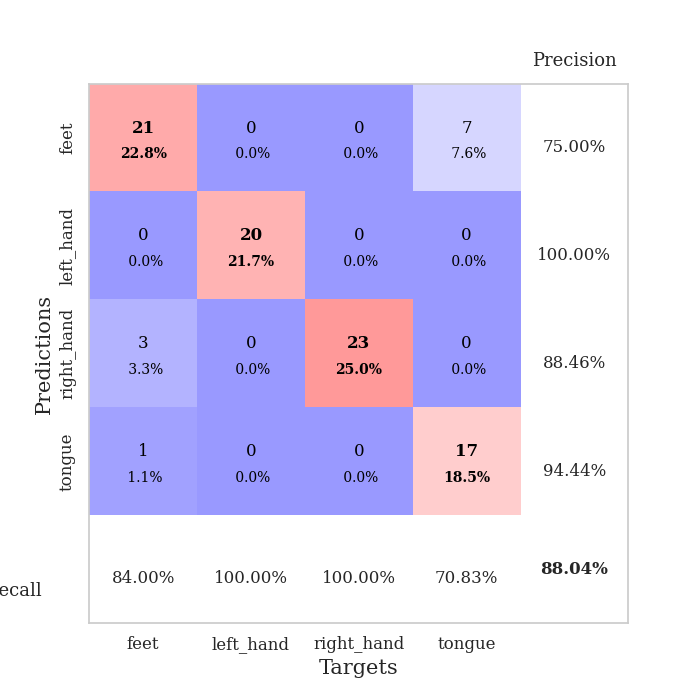 Precision
feet 21 0 0 7 75.00%
22.8% 0.0% 0.0% 7.6%
left_hand 0 20 0 0 100.00%
0.0% 21.7% 0.0% 0.0%
Predictions
right_hand 3 0 23 0 88.46%
3.3% 0.0% 25.0% 0.0%
tongue 1 0 0 17 94.44%
1.1% 0.0% 0.0% 18.5%
ecall 84.00% 100.00% 100.00% 70.83% 88.04%
feet left_hand right_hand tongue
Targets